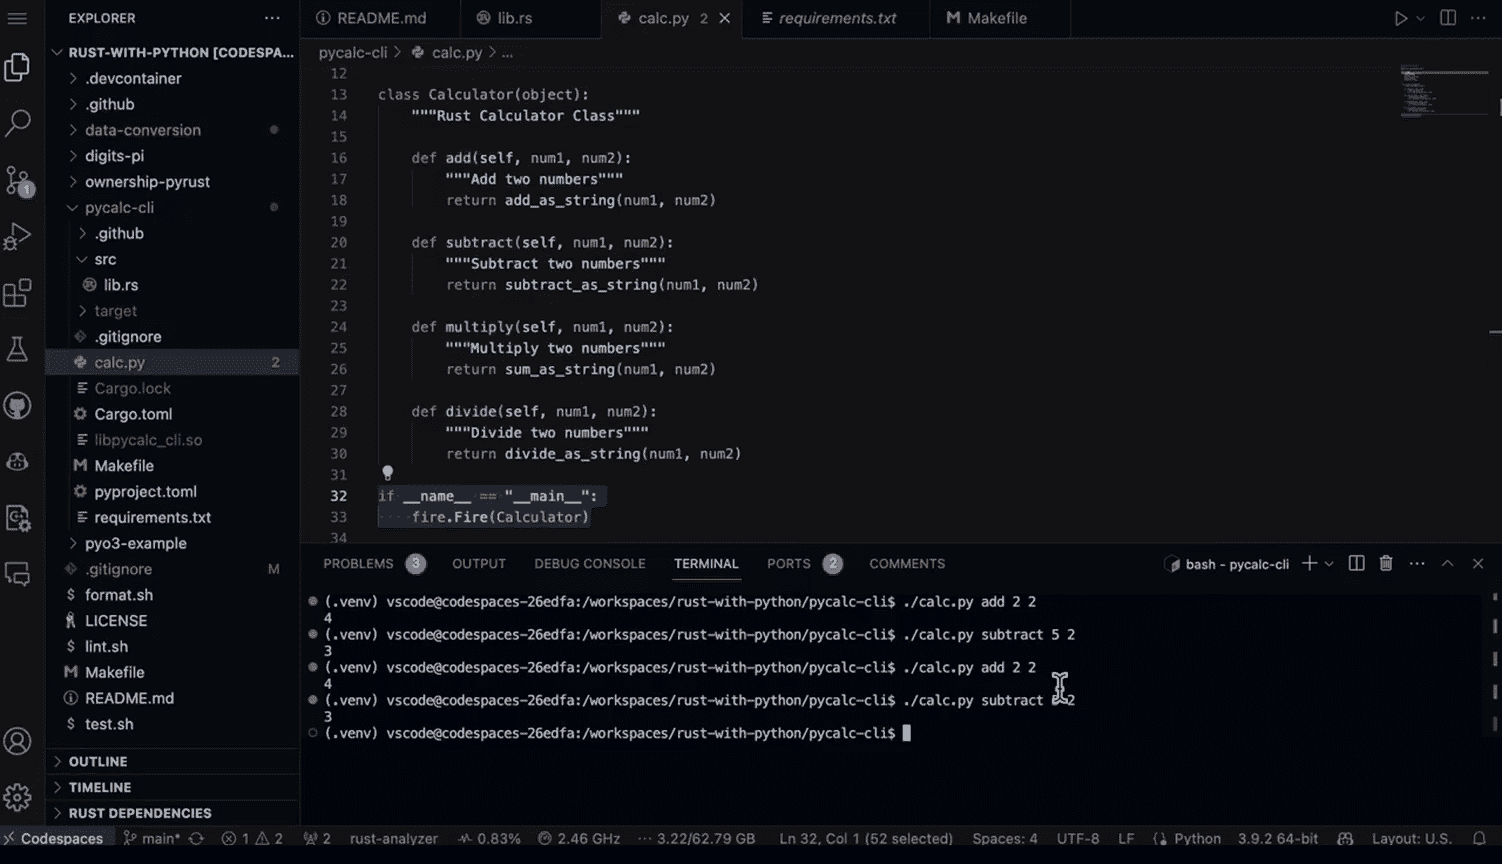 EXPLORER ···
RUST-WITH-PYTHON [CODESPA...
.devcontainer
.github
data-conversion
digits-pi
ownership-pyrust
pycalc-cli
.github
src
lib.rs
target
.gitignore
calc.py 2
Cargo.lock
Cargo.toml
libpycalc_cli.so
Makefile
pyproject.toml
requirements.txt
pyo3-example
.gitignore M
format.sh
LICENSE
lint.sh
Makefile
README.md
test.sh
OUTLINE
TIMELINE
RUST DEPENDENCIES
1
README.md lib.rs calc.py 2 requirements.txt Makefile
pycalc-cli > calc.py > ...
12
13 class Calculator(object):
14 """Rust Calculator Class"""
15
16 def add(self, num1, num2):
17 """Add two numbers"""
18 return add_as_string(num1, num2)
19
20 def subtract(self, num1, num2):
21 """Subtract two numbers"""
22 return subtract_as_string(num1, num2)
23
24 def multiply(self, num1, num2):
25 """Multiply two numbers"""
26 return sum_as_string(num1, num2)
27
28 def divide(self, num1, num2):
29 """Divide two numbers"""
30 return divide_as_string(num1, num2)
31
32 if __name__ == "__main__":
33 fire.Fire(Calculator)
34
PROBLEMS 3 OUTPUT DEBUG CONSOLE TERMINAL PORTS 2 COMMENTS bash - pycalc-cli
(.venv) vscode@codespaces-26edfa:/workspaces/rust-with-python/pycalc-cli$ ./calc.py add 2 2
4
(.venv) vscode@codespaces-26edfa:/workspaces/rust-with-python/pycalc-cli$ ./calc.py subtract 5 2
3
(.venv) vscode@codespaces-26edfa:/workspaces/rust-with-python/pycalc-cli$ ./calc.py add 2 2
4
(.venv) vscode@codespaces-26edfa:/workspaces/rust-with-python/pycalc-cli$ ./calc.py subtract 2
3
(.venv) vscode@codespaces-26edfa:/workspaces/rust-with-python/pycalc-cli$
Codespaces main* 1 2 2 rust-analyzer 0.83% 2.46 GHz 3.22/62.79 GB Ln 32, Col 1 (52 selected) Spaces: 4 UTF-8 LF Python 3.9.2 64-bit Layout: U.S.